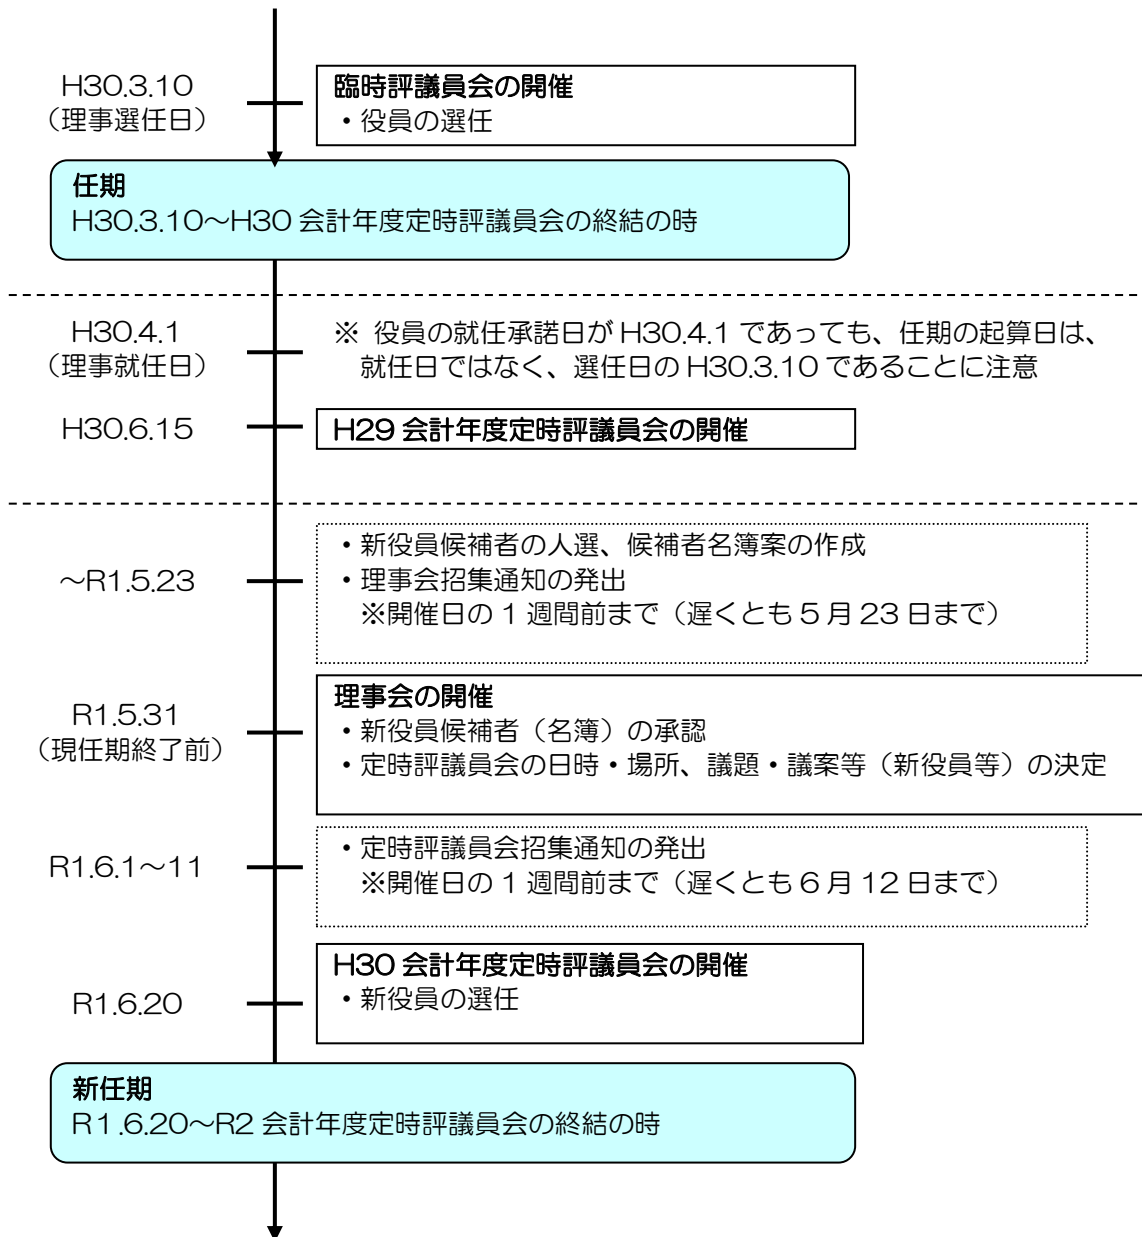 H30.3.10
（理事選任日）
臨時評議員会の開催
・役員の選任
任期
H30.3.10～H30 会計年度定時評議員会の終結の時
H30.4.1
（理事就任日）
※ 役員の就任承諾日が H30.4.1 であっても、任期の起算日は、
就任日ではなく、選任日の H30.3.10 であることに注意
H30.6.15
H29 会計年度定時評議員会の開催
～R1.5.23
・新役員候補者の人選、候補者名簿案の作成
・理事会招集通知の発出
※開催日の 1 週間前まで（遅くとも 5 月 23 日まで）
R1.5.31
（現任期終了前）
理事会の開催
・新役員候補者（名簿）の承認
・定時評議員会の日時・場所、議題・議案等（新役員等）の決定
R1.6.1～11
・定時評議員会招集通知の発出
※開催日の 1 週間前まで（遅くとも 6 月 12 日まで）
R1.6.20
H30 会計年度定時評議員会の開催
・新役員の選任
新任期
R１.6.20～R2 会計年度定時評議員会の終結の時